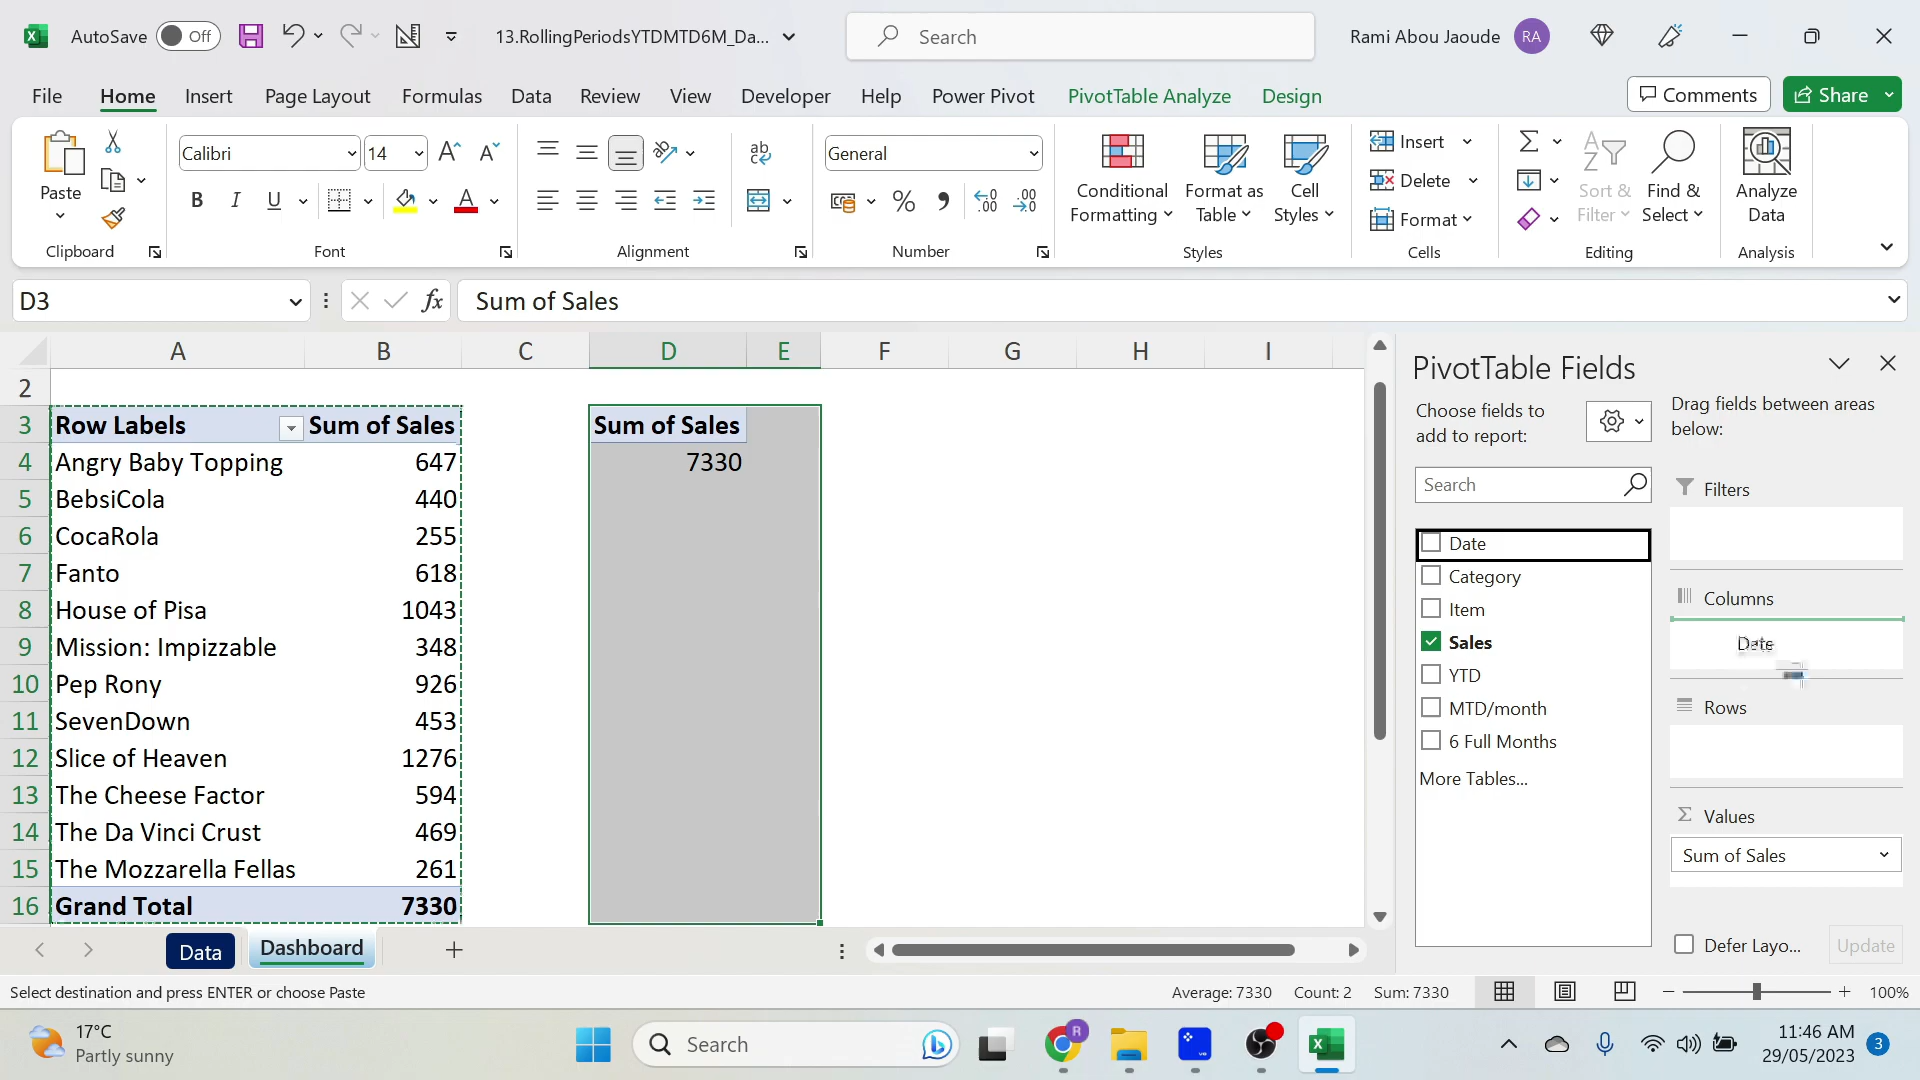 AutoSave Off 13.RollingPeriodsYTDMTD6M_Da... Search Rami Abou Jaoude RA
File Home Insert Page Layout Formulas Data Review View Developer Help Power Pivot PivotTable Analyze Design Comments Share
Paste
Clipboard
Calibri 14
B I U A
Font
ab
Alignment
General
% .00
Number
Conditional Formatting
Format as Table
Cell Styles
Styles
Insert
Delete
Format
Cells
Sort & Filter
Find & Select
Editing
Analyze Data
Analysis
D3 fx Sum of Sales
A B C D E F G H I
2
3 Row Labels Sum of Sales Sum of Sales
4 Angry Baby Topping 647 7330
5 BebsiCola 440
6 CocaRola 255
7 Fanto 618
8 House of Pisa 1043
9 Mission: Impizzable 348
10 Pep Rony 926
11 SevenDown 453
12 Slice of Heaven 1276
13 The Cheese Factor 594
14 The Da Vinci Crust 469
15 The Mozzarella Fellas 261
16 Grand Total 7330
PivotTable Fields
Choose fields to
add to report:
Search
Date
Category
Item
Sales
YTD
MTD/month
6 Full Months
More Tables...
Drag fields between areas
below:
Filters
Columns
Date
Rows
Values
Sum of Sales
Defer Layo... Update
Data Dashboard
Select destination and press ENTER or choose Paste Average: 7330 Count: 2 Sum: 7330 100%
17°C
Partly sunny
Search
R
11:46 AM
29/05/2023
3